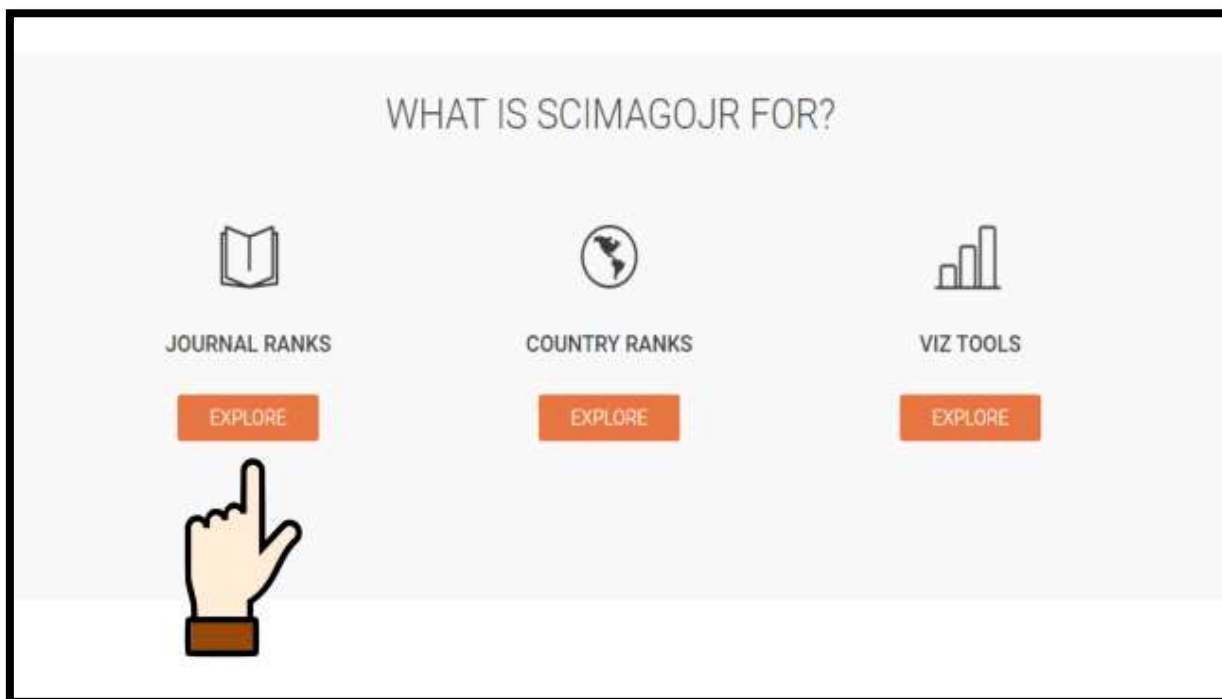 WHAT IS SCIMAGOJR FOR?
JOURNAL RANKS
COUNTRY RANKS
VIZ TOOLS
EXPLORE
EXPLORE
EXPLORE